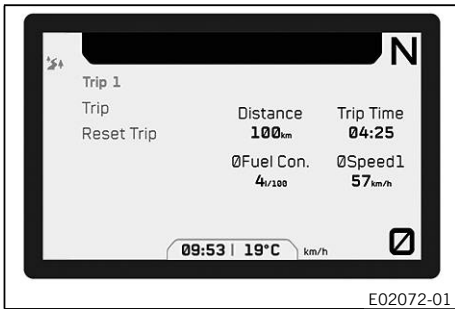 N
Trip 1
Trip
Reset Trip
Distance
100km
Trip Time
04:25
ØFuel Con.
4l/100
ØSpeed1
57km/h
09:53 | 19°C km/h
0
E02072-01